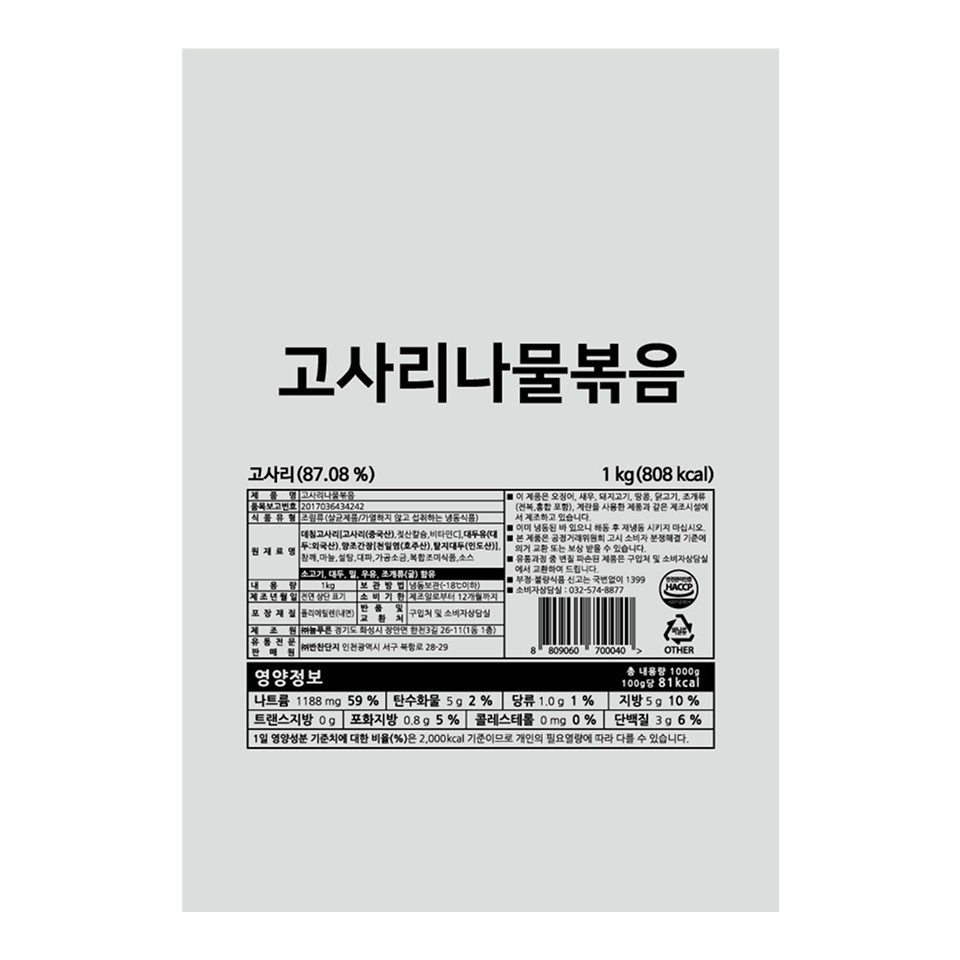 고사리나물볶음
고사리(87.08 %)
1 kg(808 kcal)
제 품 명 고사리나물볶음
품목보고번호 2017036434242
식 품 유 형 조림류(살균제품/가열하지 않고 섭취하는 냉동식품)
원 재 료 명 데침고사리[고사리(중국산),젖산칼슘,비타민C],대두유(대
두:외국산),양조간장[천일염(호주산),탈지대두(인도산)],
참깨,마늘,설탕,대파,가공소금,복합조미식품,소스
소고기, 대두, 밀, 우유, 조개류(굴) 함유
내 용 량 1kg 보 관 방 법 냉동보관(-18℃이하)
제조년월일 전면 상단 표기 소 비 기 한 제조일로부터 12개월까지
포 장 재 질 폴리에틸렌(내면) 반 품 및 교 환 처 구입처 및 소비자상담실
제 조 원 ㈜늘푸른 경기도 화성시 장안면 한천3길 26-11(1동 1층)
유 통 전 문 판 매 원 ㈜반찬단지 인천광역시 서구 북항로 28-29
■ 이 제품은 오징어, 새우, 돼지고기, 땅콩, 닭고기, 조개류
(전복,홍합 포함), 계란을 사용한 제품과 같은 제조시설에
서 제조하고 있습니다.
■ 이미 냉동된 바 있으니 해동 후 재냉동 시키지 마십시오.
■ 본 제품은 공정거래위원회 고시 소비자 분쟁해결 기준에
의거 교환 또는 보상 받을 수 있습니다.
■ 유통과정 중 변질 파손된 제품은 구입처 및 소비자상담실
에서 교환하여 드립니다.
■ 부정·불량식품 신고는 국번없이 1399
■ 소비자상담실 : 032-574-8877
안전관리인증
HACCP
비닐류
OTHER
8 809060 700040 >
영양정보
총 내용량 1000g
100g당 81kcal
나트륨 1188 mg 59 % 탄수화물 5 g 2 % 당류 1.0 g 1 % 지방 5 g 10 %
트랜스지방 0 g 포화지방 0.8 g 5 % 콜레스테롤 0 mg 0 % 단백질 3 g 6 %
1일 영양성분 기준치에 대한 비율(%)은 2,000kcal 기준이므로 개인의 필요열량에 따라 다를 수 있습니다.